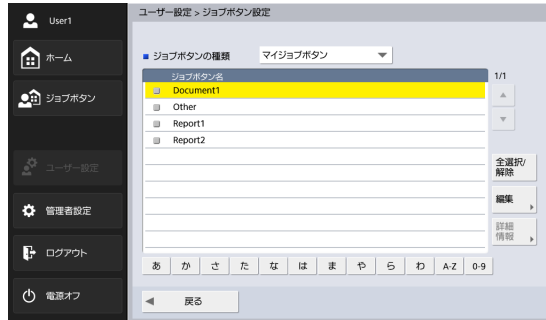 User1
ホーム
ジョブボタン
ユーザー設定
管理者設定
ログアウト
電源オフ
ユーザー設定 > ジョブボタン設定
ジョブボタンの種類 マイジョブボタン
ジョブボタン名
Document1
Other
Report1
Report2
1/1
全選択/
解除
編集
詳細
情報
あ か さ た な は ま や ら わ A-Z 0-9
戻る